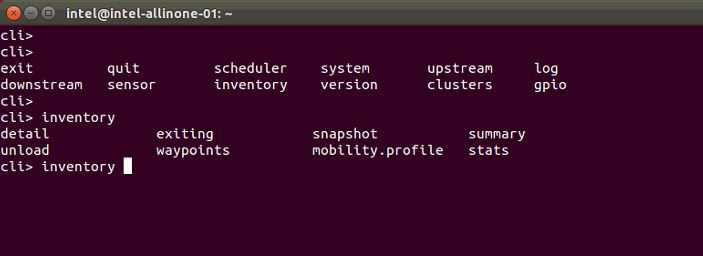 intel@intel-allinone-01: ~
cli>
cli>
exit quit scheduler system upstream log
downstream sensor inventory version clusters gpio
cli>
cli> inventory
detail exiting snapshot summary
unload waypoints mobility.profile stats
cli> inventory